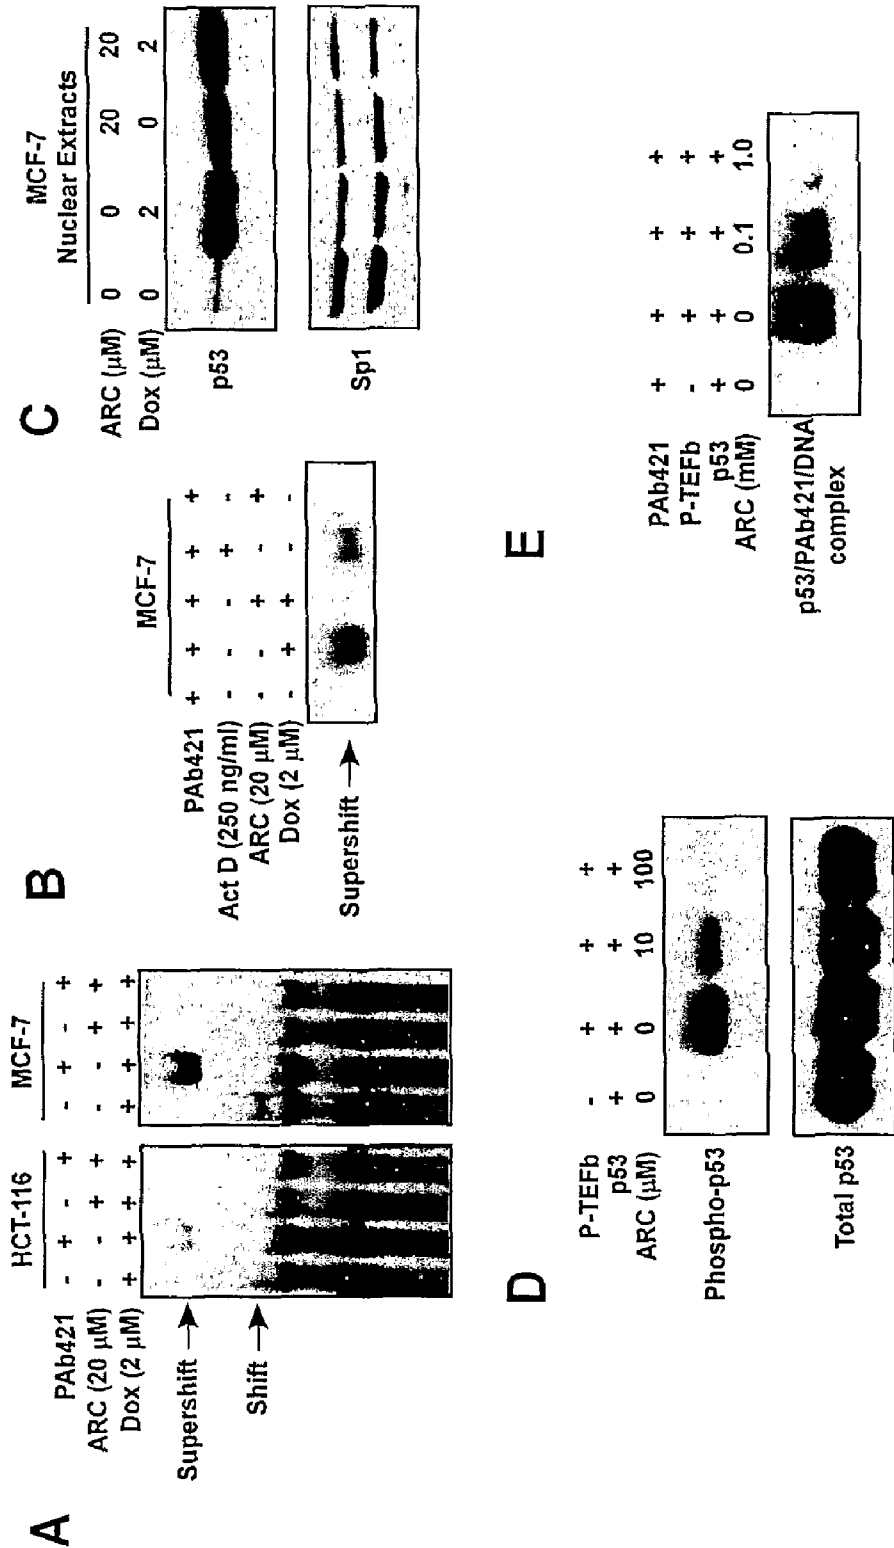 A
HCT-116
MCF-7
PAb421 - + - + - + - +
ARC (20 μM) - - + + - - + +
Dox (2 μM) + + + + + + + +
Supershift →
Shift →
B
MCF-7
PAb421 + + + + +
Act D (250 ng/ml) - - - + -
ARC (20 μM) - - + - +
Dox (2 μM) - + + - -
Supershift →
C
MCF-7
Nuclear Extracts
ARC (μM) 0 0 20 20
Dox (μM) 0 2 0 2
p53
Sp1
D
P-TEFb - + + +
p53 + + + +
ARC (μM) 0 0 10 100
Phospho-p53
Total p53
E
PAb421 + + + +
P-TEFb - + + +
p53 + + + +
ARC (mM) 0 0 0.1 1.0
p53/PAb421/DNA
complex